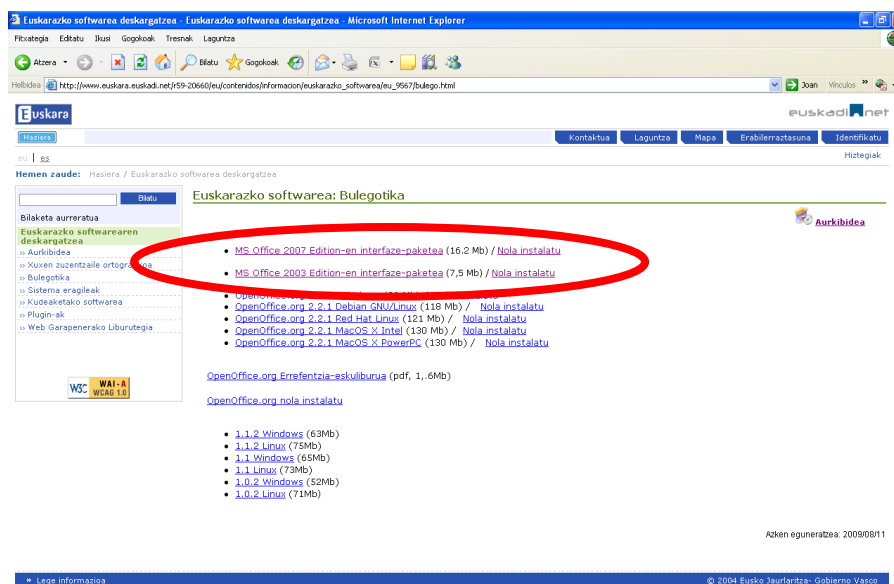 Euskarazko softwarea deskargatzea - Euskarazko softwarea deskargatzea - Microsoft Internet Explorer
Fitxategia Editatu Ikusi Gogokoak Tresnak Laguntza
Atzera Bilatu Gogokoak
Helbidea http://www.euskara.euskadi.net/r59-20660/eu/contenidos/informacion/euskarazko_softwarea/eu_9567/bulego.html Joan Vínculos »
Euskara euskadi net
Hasiera Kontaktua Laguntza Mapa Erabilerraztasuna Identifikatu
eu | es Hiztegiak
Hemen zaude: Hasiera / Euskarazko softwarea deskargatzea
Bilatu
Bilaketa aurreratua
Euskarazko softwarearen
deskargatzea
» Aurkibidea
» Xuxen zuzentzaile
» Bulegotika
» Sistema eragileak
» Kudeaketako softwarea
» Plugin-ak
» Web Garapenerako Liburutegia
W3C WAI-A
WCAG 1.0
Euskarazko softwarea: Bulegotika
Aurkibidea
• MS Office 2007 Edition-en interfaze-paketea (16.2 Mb) / Nola instalatu
• MS Office 2003 Edition-en interfaze-paketea (7,5 Mb) / Nola instalatu
• OpenOffice.org 2.2.1 Debian GNU/Linux (118 Mb) / Nola instalatu
• OpenOffice.org 2.2.1 Red Hat Linux (121 Mb) / Nola instalatu
• OpenOffice.org 2.2.1 MacOS X Intel (130 Mb) / Nola instalatu
• OpenOffice.org 2.2.1 MacOS X PowerPC (130 Mb) / Nola instalatu
OpenOffice.org Errefentzia-eskuliburua (pdf, 1,.6Mb)
OpenOffice.org nola instalatu
• 1.1.2 Windows (63Mb)
• 1.1.2 Linux (75Mb)
• 1.1 Windows (65Mb)
• 1.1 Linux (73Mb)
• 1.0.2 Windows (52Mb)
• 1.0.2 Linux (71Mb)
Azken eguneratzea: 2009/08/11
» Lege informazioa © 2004 Eusko Jaurlaritza- Gobierno Vasco